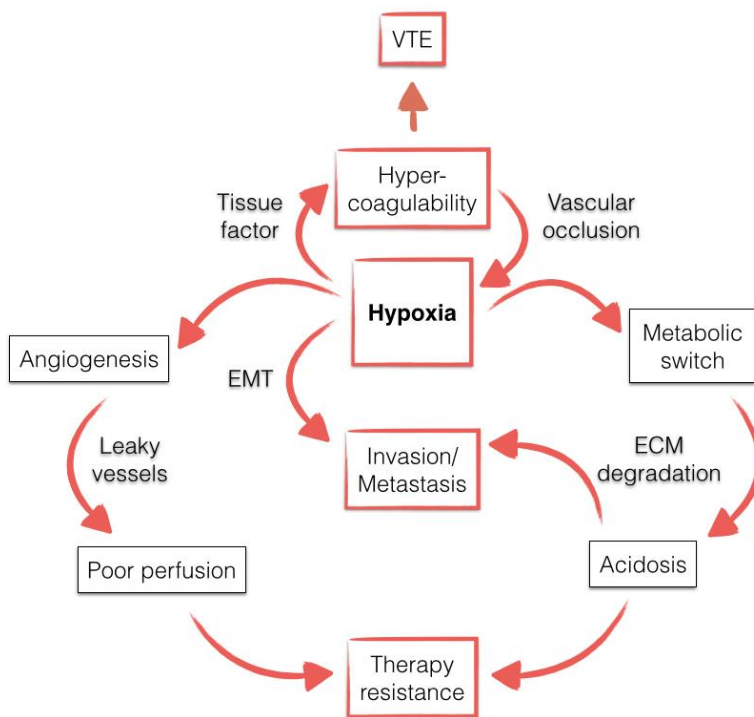 VTE
Hyper-
coagulability
Tissue
factor
Vascular
occlusion
Hypoxia
Angiogenesis
Metabolic
switch
EMT
Leaky
vessels
Invasion/
Metastasis
ECM
degradation
Poor perfusion
Acidosis
Therapy
resistance